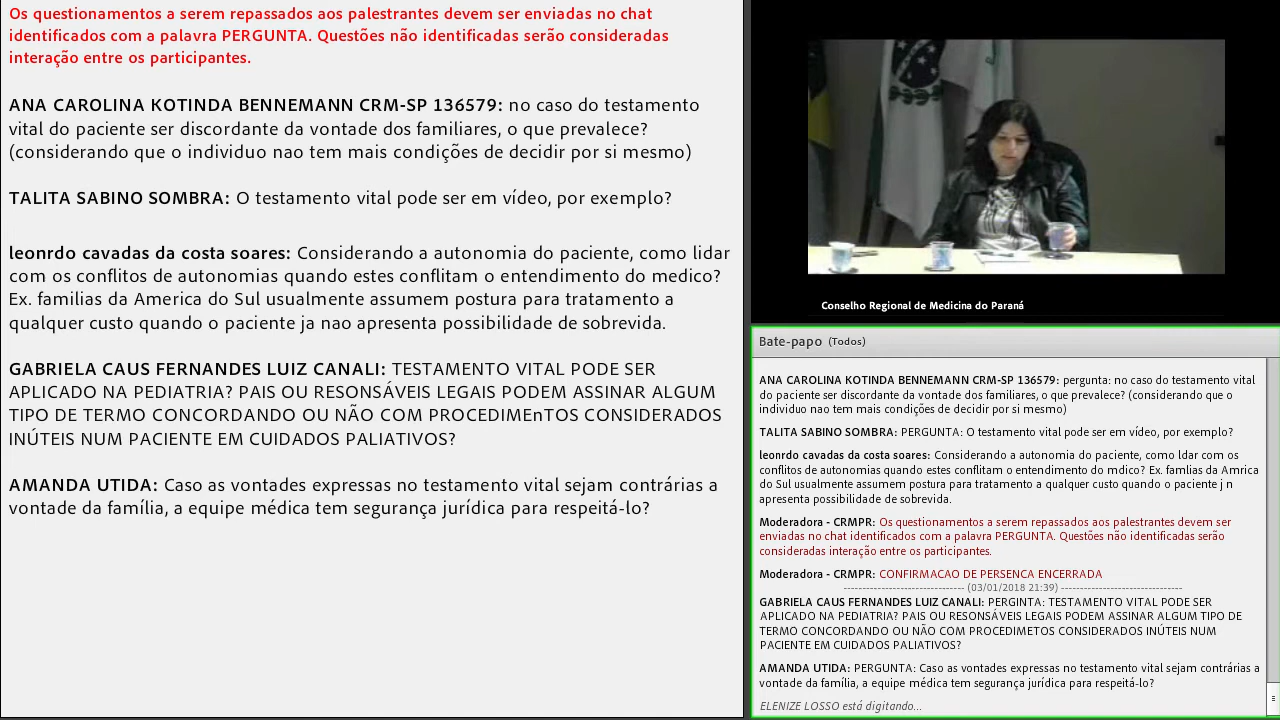 Os questionamentos a serem repassados aos palestrantes devem ser enviadas no chat
identificados com a palavra PERGUNTA. Questões não identificadas serão consideradas
interação entre os participantes.
ANA CAROLINA KOTINDA BENNEMANN CRM-SP 136579: no caso do testamento
vital do paciente ser discordante da vontade dos familiares, o que prevalece?
(considerando que o individuo nao tem mais condições de decidir por si mesmo)
TALITA SABINO SOMBRA: O testamento vital pode ser em vídeo, por exemplo?
leonrdo cavadas da costa soares: Considerando a autonomia do paciente, como lidar
com os conflitos de autonomias quando estes conflitam o entendimento do medico?
Ex. familias da America do Sul usualmente assumem postura para tratamento a
qualquer custo quando o paciente ja nao apresenta possibilidade de sobrevida.
GABRIELA CAUS FERNANDES LUIZ CANALI: TESTAMENTO VITAL PODE SER
APLICADO NA PEDIATRIA? PAIS OU RESONSÁVEIS LEGAIS PODEM ASSINAR ALGUM
TIPO DE TERMO CONCORDANDO OU NÃO COM PROCEDIMEnTOS CONSIDERADOS
INÚTEIS NUM PACIENTE EM CUIDADOS PALIATIVOS?
AMANDA UTIDA: Caso as vontades expressas no testamento vital sejam contrárias a
vontade da família, a equipe médica tem segurança jurídica para respeitá-lo?
Conselho Regional de Medicina do Paraná
Bate-papo (Todos)
ANA CAROLINA KOTINDA BENNEMANN CRM-SP 136579: pergunta: no caso do testamento vital
do paciente ser discordante da vontade dos familiares, o que prevalece? (considerando que o
individuo nao tem mais condições de decidir por si mesmo)
TALITA SABINO SOMBRA: PERGUNTA: O testamento vital pode ser em vídeo, por exemplo?
leonrdo cavadas da costa soares: Considerando a autonomia do paciente, como ldar com os
conflitos de autonomias quando estes conflitam o entendimento do mdico? Ex. famlias da Amrica
do Sul usualmente assumem postura para tratamento a qualquer custo quando o paciente j n
apresenta possibilidade de sobrevida.
Moderadora - CRMPR: Os questionamentos a serem repassados aos palestrantes devem ser
enviadas no chat identificados com a palavra PERGUNTA. Questões não identificadas serão
consideradas interação entre os participantes.
Moderadora - CRMPR: CONFIRMACAO DE PERSENCA ENCERRADA
------------------------------- (03/01/2018 21:39) -------------------------------
GABRIELA CAUS FERNANDES LUIZ CANALI: PERGINTA: TESTAMENTO VITAL PODE SER
APLICADO NA PEDIATRIA? PAIS OU RESONSÁVEIS LEGAIS PODEM ASSINAR ALGUM TIPO DE
TERMO CONCORDANDO OU NÃO COM PROCEDIMETOS CONSIDERADOS INÚTEIS NUM
PACIENTE EM CUIDADOS PALIATIVOS?
AMANDA UTIDA: PERGUNTA: Caso as vontades expressas no testamento vital sejam contrárias a
vontade da família, a equipe médica tem segurança jurídica para respeitá-lo?
ELENIZE LOSSO está digitando...